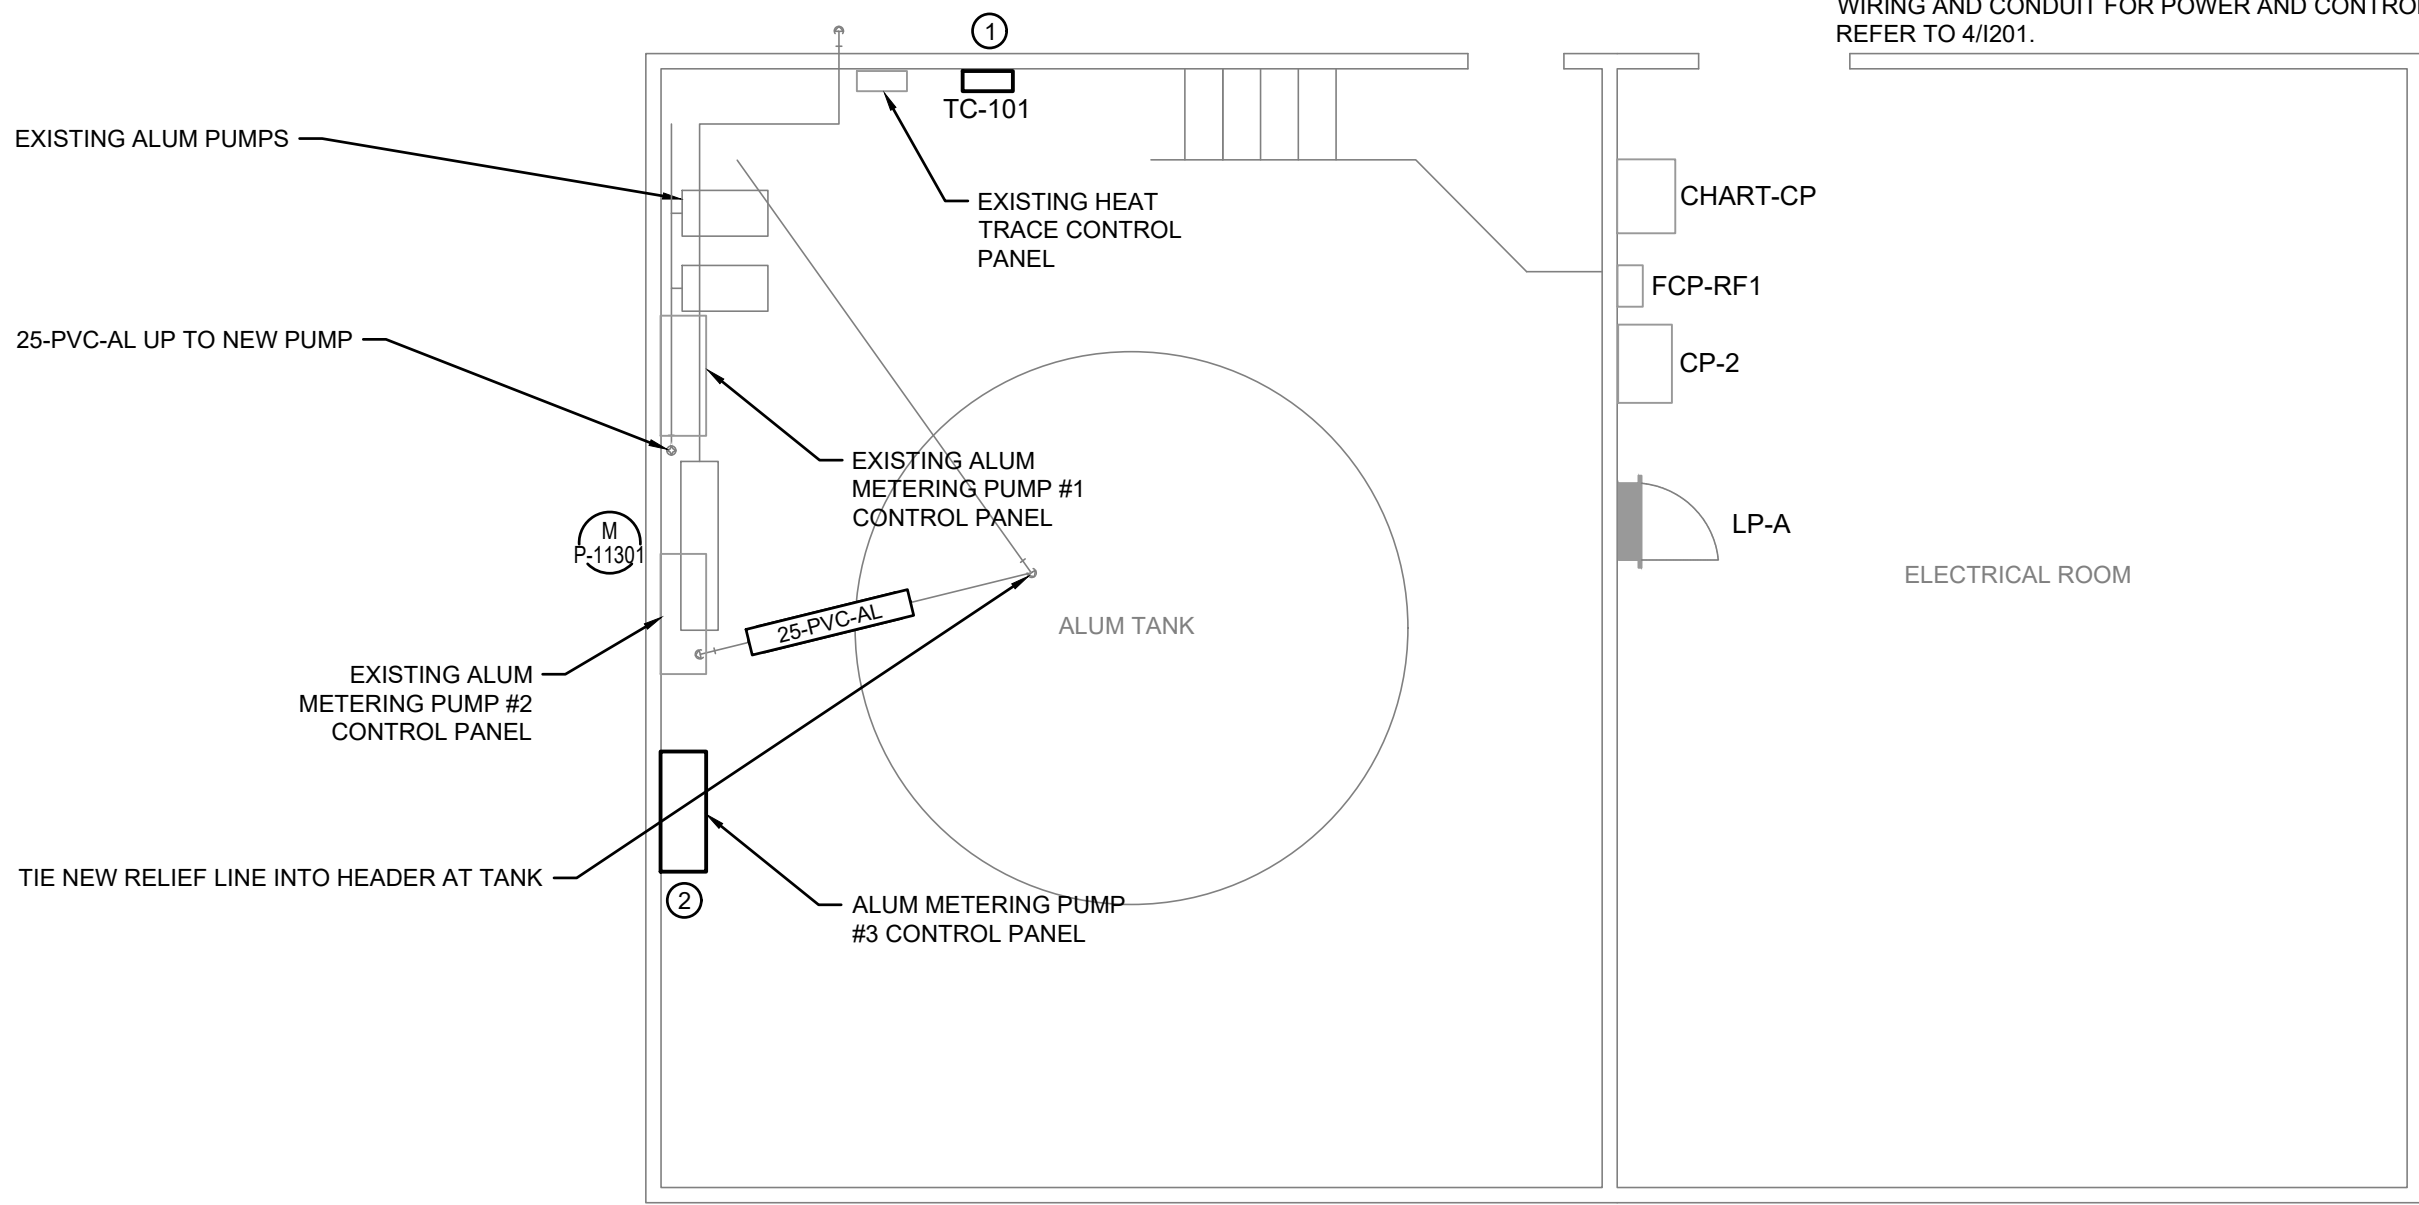 WIRING AND CONDUIT FOR POWER AND CONTROL
REFER TO 4/I201.
1
TC-101
EXISTING ALUM PUMPS
EXISTING HEAT
TRACE CONTROL
PANEL
CHART-CP
FCP-RF1
25-PVC-AL UP TO NEW PUMP
CP-2
EXISTING ALUM
METERING PUMP #1
CONTROL PANEL
M
P-11301
LP-A
ELECTRICAL ROOM
25-PVC-AL
ALUM TANK
EXISTING ALUM
METERING PUMP #2
CONTROL PANEL
TIE NEW RELIEF LINE INTO HEADER AT TANK
2
ALUM METERING PUMP
#3 CONTROL PANEL